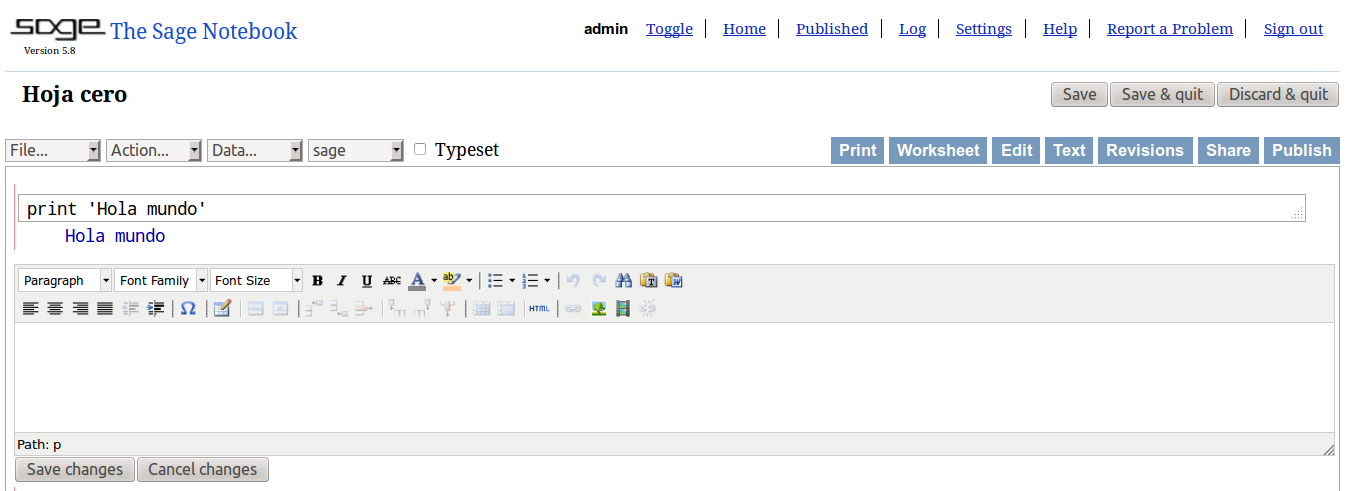 sage The Sage Notebook
Version 5.8
admin Toggle Home Published Log Settings Help Report a Problem Sign out
Hoja cero
Save Save & quit Discard & quit
File... Action... Data... sage Typeset
Print Worksheet Edit Text Revisions Share Publish
print 'Hola mundo'
Hola mundo
Paragraph Font Family Font Size B I U ABC A ab
Ω HTML
Path: p
Save changes Cancel changes